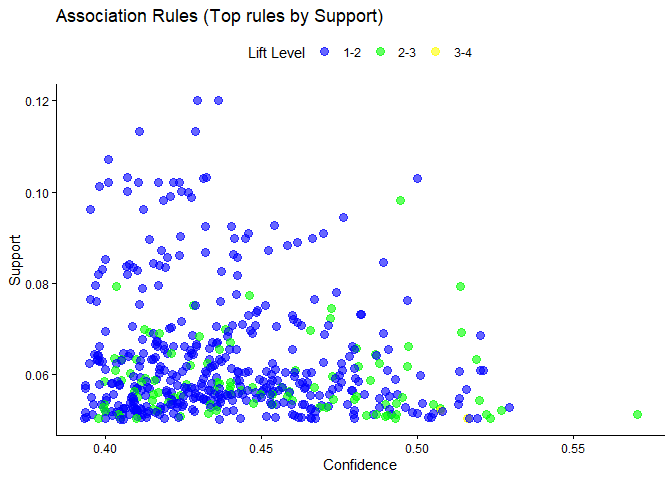 Association Rules (Top rules by Support)
Lift Level 1-2 2-3 3-4
0.12
0.10
0.08
0.06
Support
0.40 0.45 0.50 0.55
Confidence